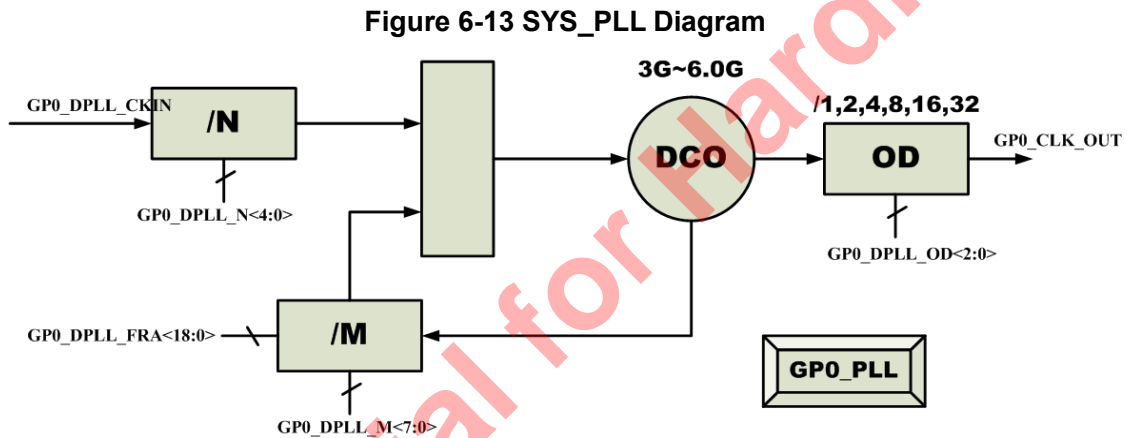 Figure 6-13 SYS_PLL Diagram
3G~6.0G
GP0_DPLL_CKIN
/N
/1,2,4,8,16,32
DCO
OD
GP0_CLK_OUT
GP0_DPLL_N<4:0>
GP0_DPLL_OD<2:0>
GP0_DPLL_FRA<18:0>
/M
GP0_PLL
GP0_DPLL_M<7:0>
for